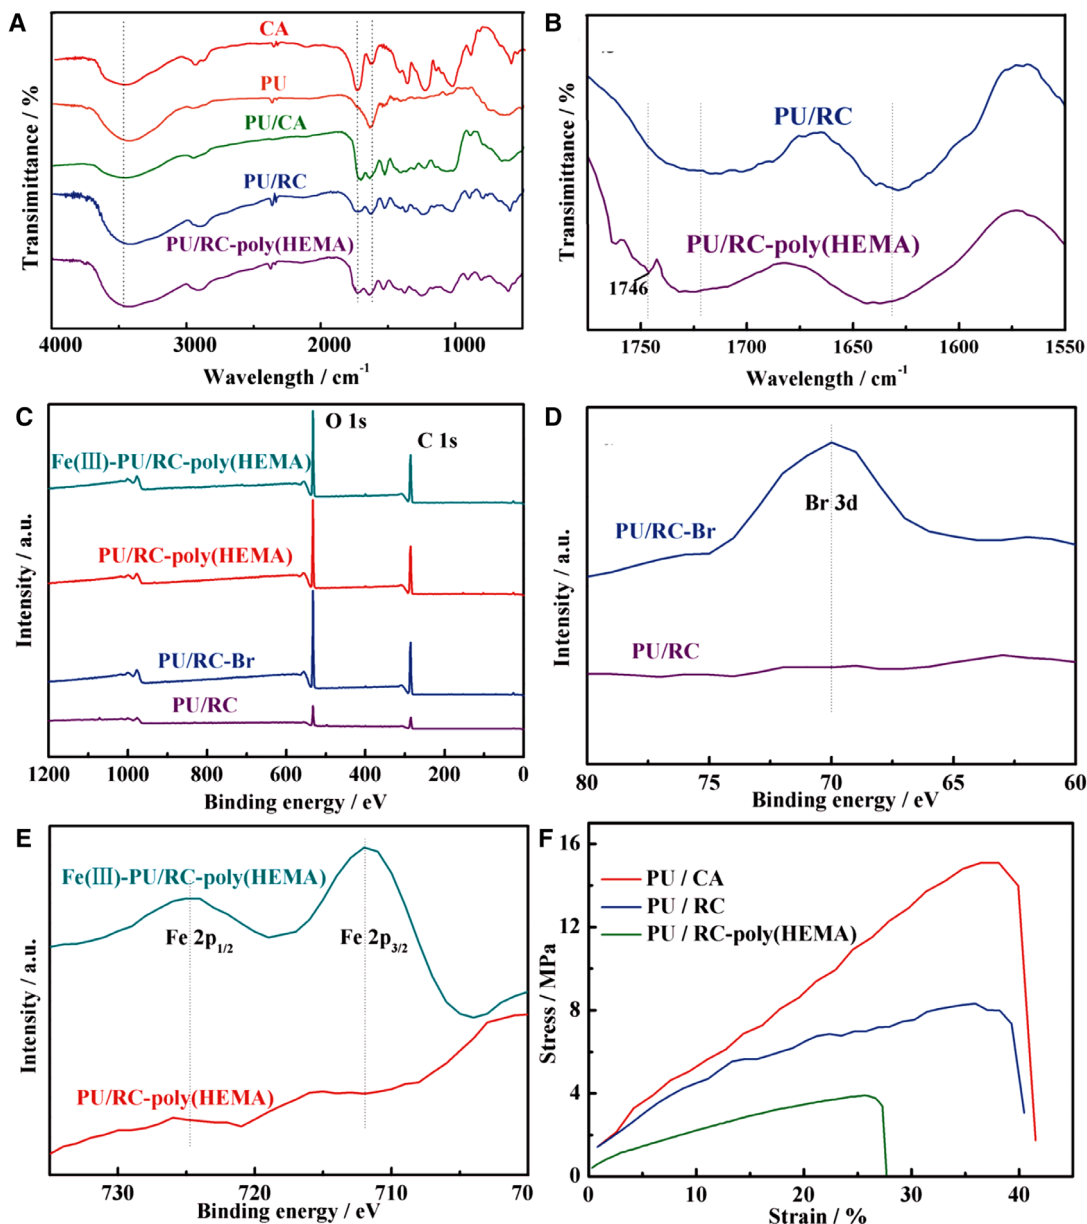 A
CA
PU
PU/CA
PU/RC
PU/RC-poly(HEMA)
Transimittance / %
4000 3000 2000 1000
Wavelength / cm-1
B
PU/RC
PU/RC-poly(HEMA)
1746
Transmittance / %
1750 1700 1650 1600 1550
Wavelength / cm-1
C
O 1s
C 1s
Fe(III)-PU/RC-poly(HEMA)
PU/RC-poly(HEMA)
PU/RC-Br
PU/RC
Intensity / a.u.
1200 1000 800 600 400 200 0
Binding energy / eV
D
Br 3d
PU/RC-Br
PU/RC
Intensity / a.u.
80 75 70 65 60
Binding energy / eV
E
Fe(III)-PU/RC-poly(HEMA)
Fe 2p1/2
Fe 2p3/2
PU/RC-poly(HEMA)
Intensity / a.u.
730 720 710 70
Binding energy / eV
F
16
12
8
4
0
PU / CA
PU / RC
PU / RC-poly(HEMA)
Stress / MPa
0 10 20 30 40
Strain / %